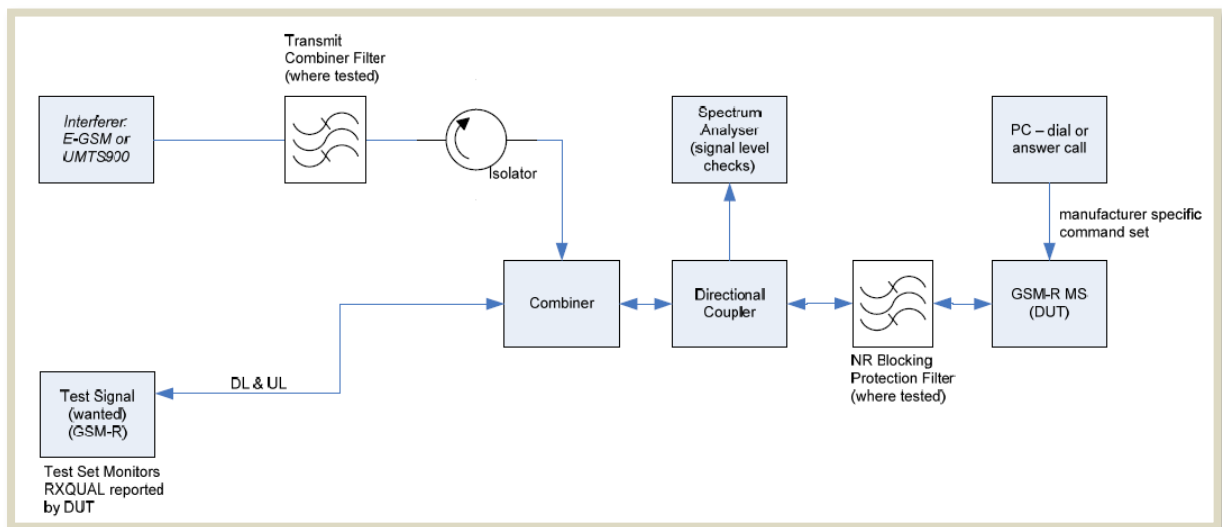 Transmit
Combiner Filter
(where tested)
Interferer:
E-GSM or
UMTS900
Isolator
Spectrum
Analyser
(signal level
checks)
PC – dial or
answer call
manufacturer specific
command set
Combiner
Directional
Coupler
GSM-R MS
(DUT)
NR Blocking
Protection Filter
(where tested)
DL & UL
Test Signal
(wanted)
(GSM-R)
Test Set Monitors
RXQUAL reported
by DUT